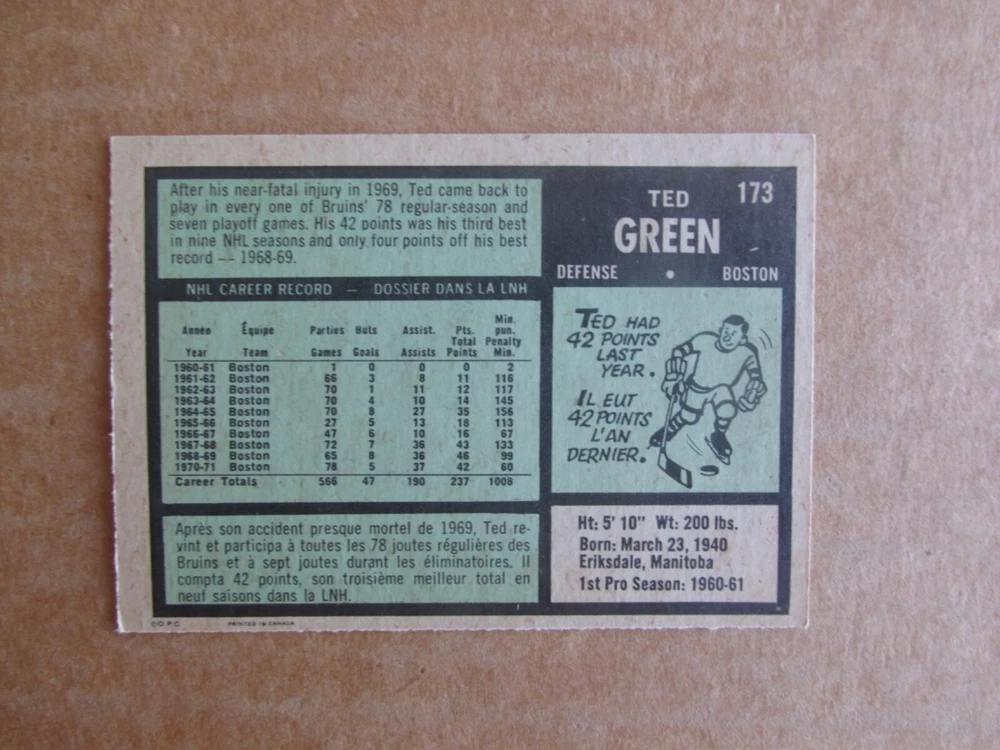 After his near-fatal injury in 1969, Ted came back to
play in every one of Bruins' 78 regular-season and
seven playoff games. His 42 points was his third best
in nine NHL seasons and only four points off his best
record -- 1968-69.
NHL CAREER RECORD — DOSSIER DANS LA LNH
Année Équipe Parties Buts Assist. Pts. Total Min. pun.
Year Team Games Goals Assists Points Penalty Min.
1960-61 Boston 1 0 0 0 2
1961-62 Boston 66 3 8 11 116
1962-63 Boston 70 1 11 12 117
1963-64 Boston 70 4 10 14 145
1964-65 Boston 70 8 27 35 156
1965-66 Boston 27 5 13 18 113
1966-67 Boston 47 6 10 16 67
1967-68 Boston 72 7 36 43 133
1968-69 Boston 65 8 36 46 99
1970-71 Boston 78 5 37 42 60
Career Totals 566 47 190 237 1008
Après son accident presque mortel de 1969, Ted re-
vint et participa à toutes les 78 joutes régulières des
Bruins et à sept joutes durant les éliminatoires. Il
compta 42 points, son troisième meilleur total en
neuf saisons dans la LNH.
TED 173
GREEN
DEFENSE • BOSTON
TED HAD
42 POINTS
LAST
YEAR.
IL EUT
42 POINTS
L'AN
DERNIER.
Ht: 5' 10" Wt: 200 lbs.
Born: March 23, 1940
Eriksdale, Manitoba
1st Pro Season: 1960-61
©O.P.C. PRINTED IN CANADA